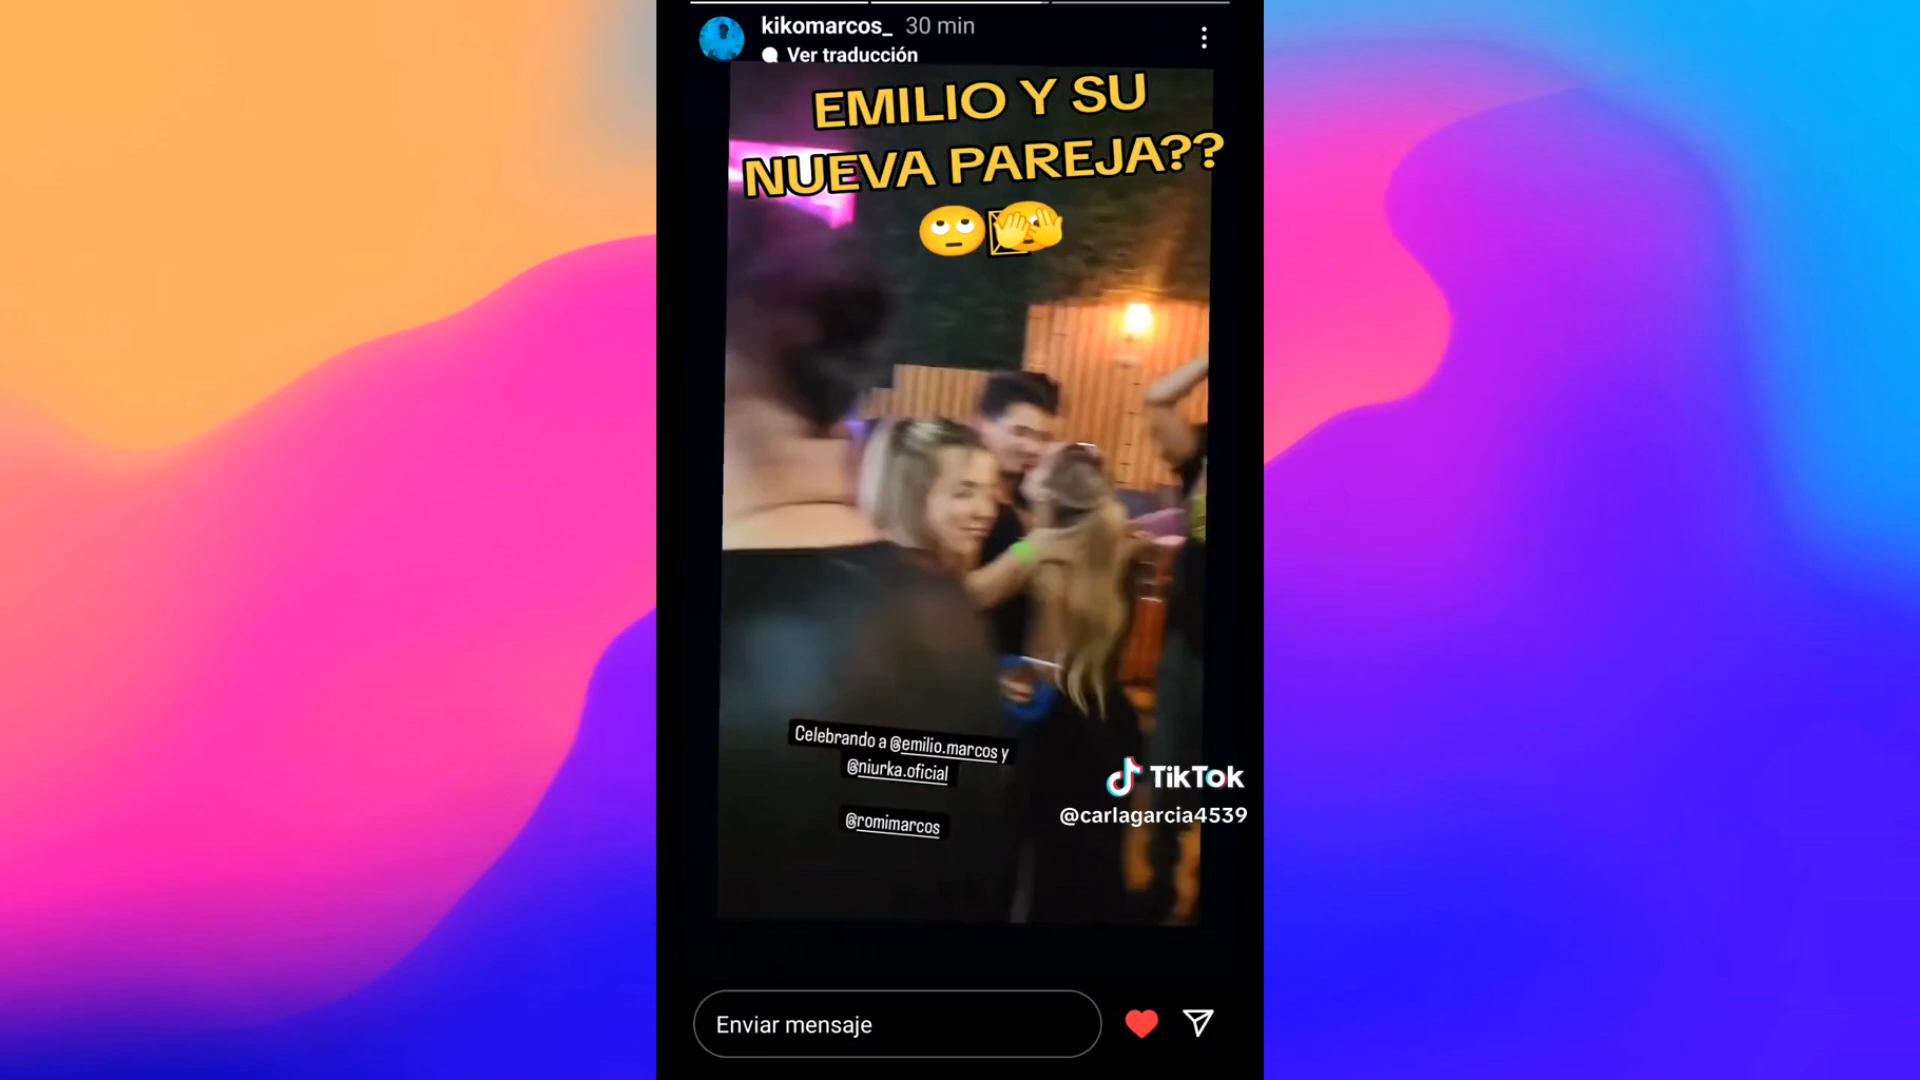 kikomarcos_ 30 min
Ver traducción
EMILIO Y SU
NUEVA PAREJA??
Celebrando a @emilio.marcos y
@niurka.oficial
@romimarcos
TikTok
@carlagarcia4539
Enviar mensaje